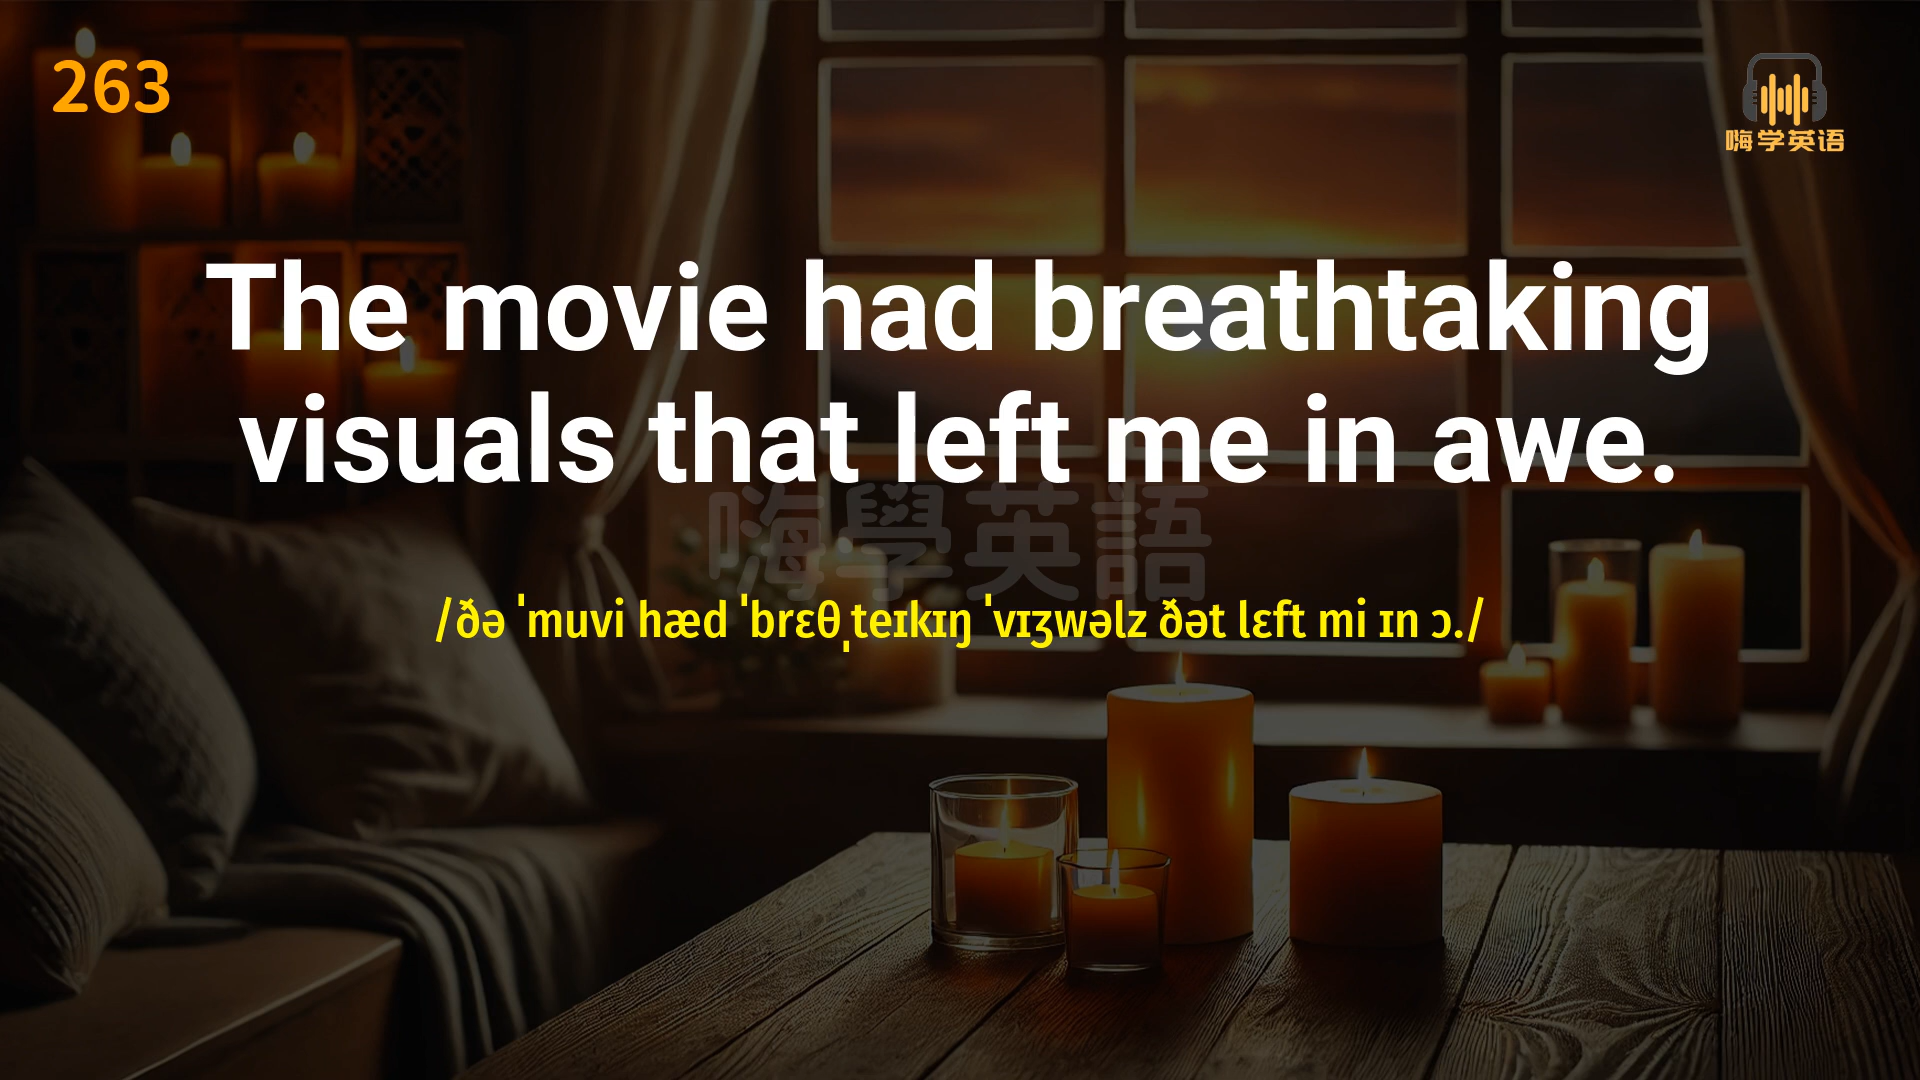 263
嗨学英语
The movie had breathtaking
visuals that left me in awe.
嗨學英語
/ðə ˈmuvi hæd ˈbrɛθˌteɪkɪŋ ˈvɪʒwəlz ðət lɛft mi ɪn ɔ./